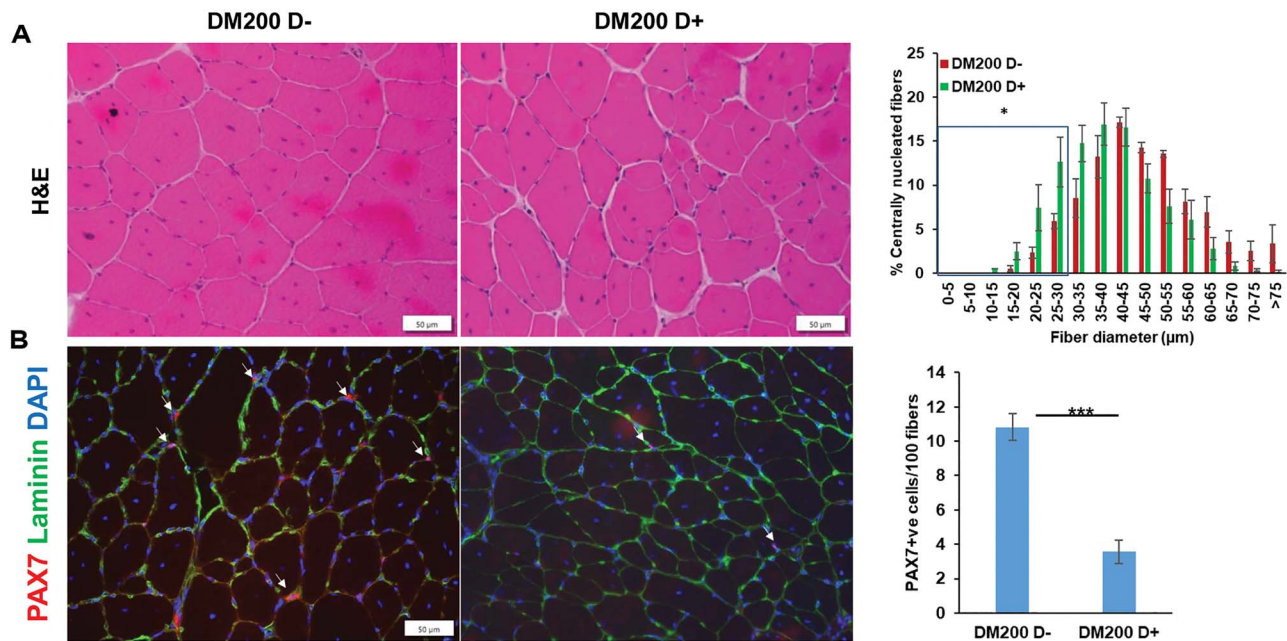 DM200 D-
DM200 D+
A
H&E
50 µm
50 µm
DM200 D-
DM200 D+
*
% Centrally nucleated fibers
25
20
15
10
5
0
0-5
5-10
10-15
15-20
20-25
25-30
30-35
35-40
40-45
45-50
50-55
55-60
60-65
65-70
70-75
>75
Fiber diameter (µm)
B
PAX7 Laminin DAPI
50 µm
PAX7+ve cells/100 fibers
14
12
10
8
6
4
2
0
***
DM200 D-
DM200 D+